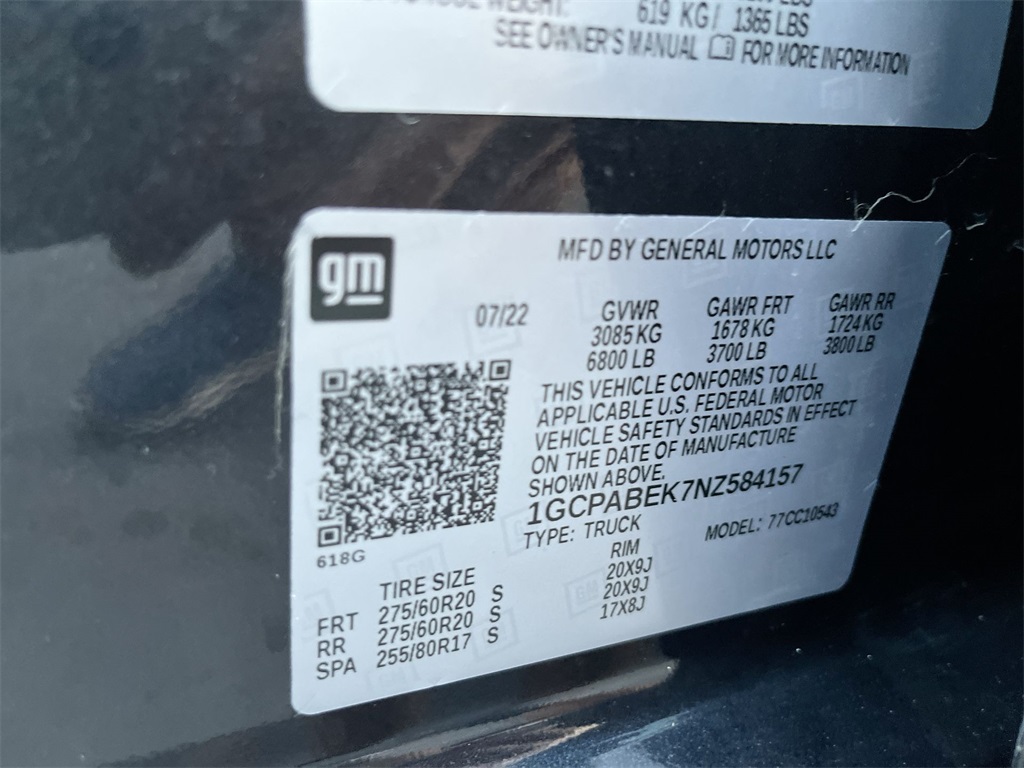 WEIGHT:
619 KG / 1365 LBS
SEE OWNER'S MANUAL FOR MORE INFORMATION
gm
MFD BY GENERAL MOTORS LLC
07/22 GVWR GAWR FRT GAWR RR
3085 KG 1678 KG 1724 KG
6800 LB 3700 LB 3800 LB
THIS VEHICLE CONFORMS TO ALL
APPLICABLE U.S. FEDERAL MOTOR
VEHICLE SAFETY STANDARDS IN EFFECT
ON THE DATE OF MANUFACTURE
SHOWN ABOVE.
1GCPABEK7NZ584157
TYPE: TRUCK MODEL: 77CC10543
618G
TIRE SIZE RIM
FRT 275/60R20 S 20X9J
RR 275/60R20 S 20X9J
SPA 255/80R17 S 17X8J